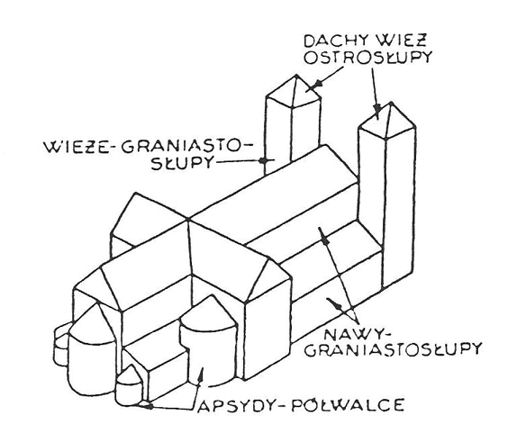 DACHY WIEŻ
OSTROSŁUPY
WIEŻE-GRANIASTO-
SŁUPY
NAWY-
GRANIASTOSŁUPY
APSYDY-PÓŁWALCE